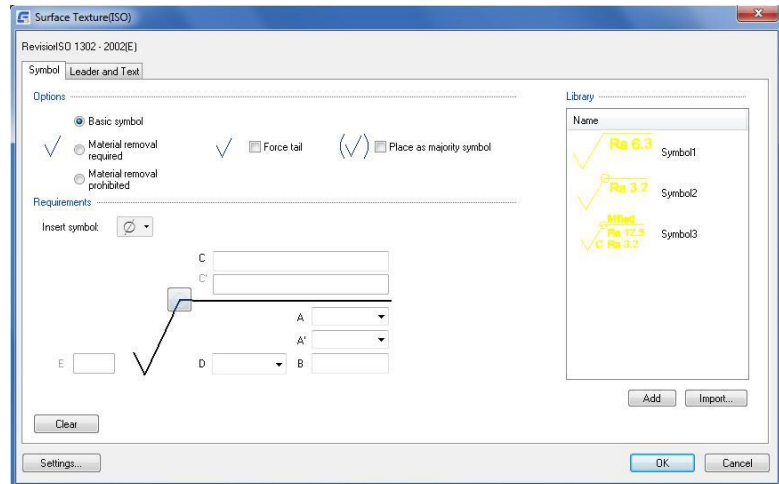 Surface Texture(ISO)
RevisionISO 1302 - 2002(E)
Symbol
Leader and Text
Options
Basic symbol
Material removal
required
Material removal
prohibited
Force tail
Place as majority symbol
Requirements
Insert symbol:
C
C'
A
A'
E
D
B
Clear
Library
Name
Ra 6.3
Symbol1
Ra 3.2
Symbol2
Milled
Ra 12.5
C Ra 3.2
Symbol3
Add
Import...
Settings...
OK
Cancel